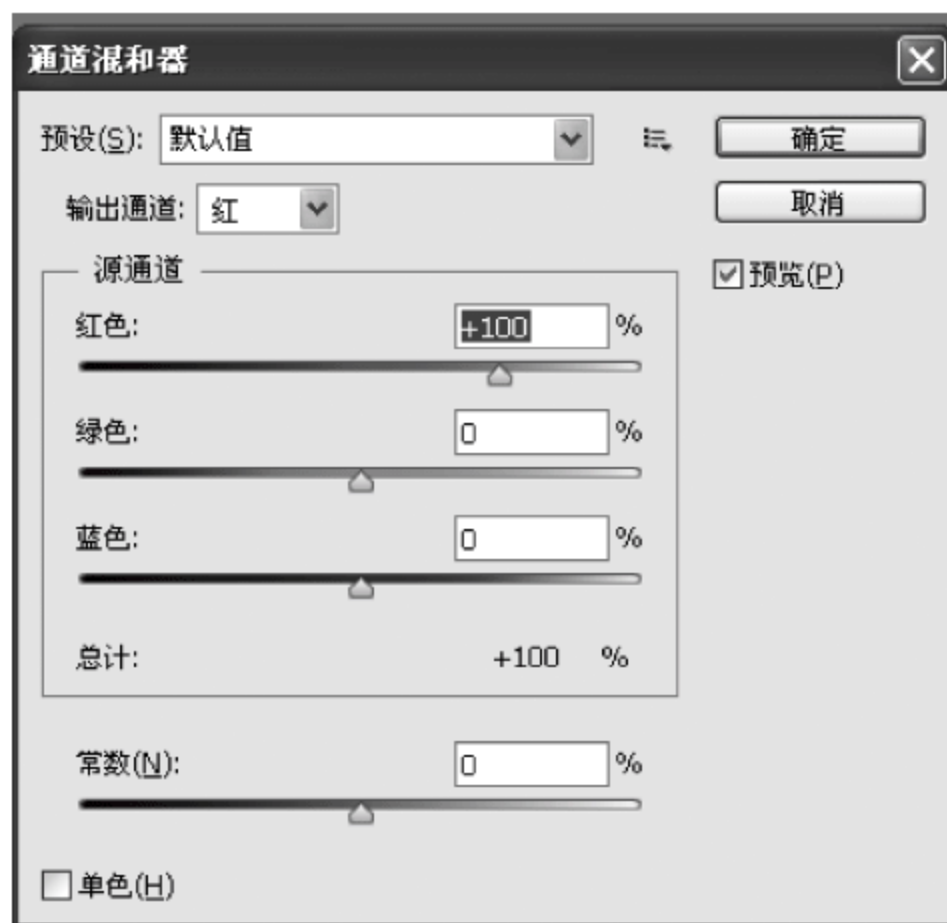 通道混和器
预设(S): 默认值 确定
输出通道: 红 取消
源通道 预览(P)
红色: +100 %
绿色: 0 %
蓝色: 0 %
总计: +100 %
常数(N): 0 %
单色(H)